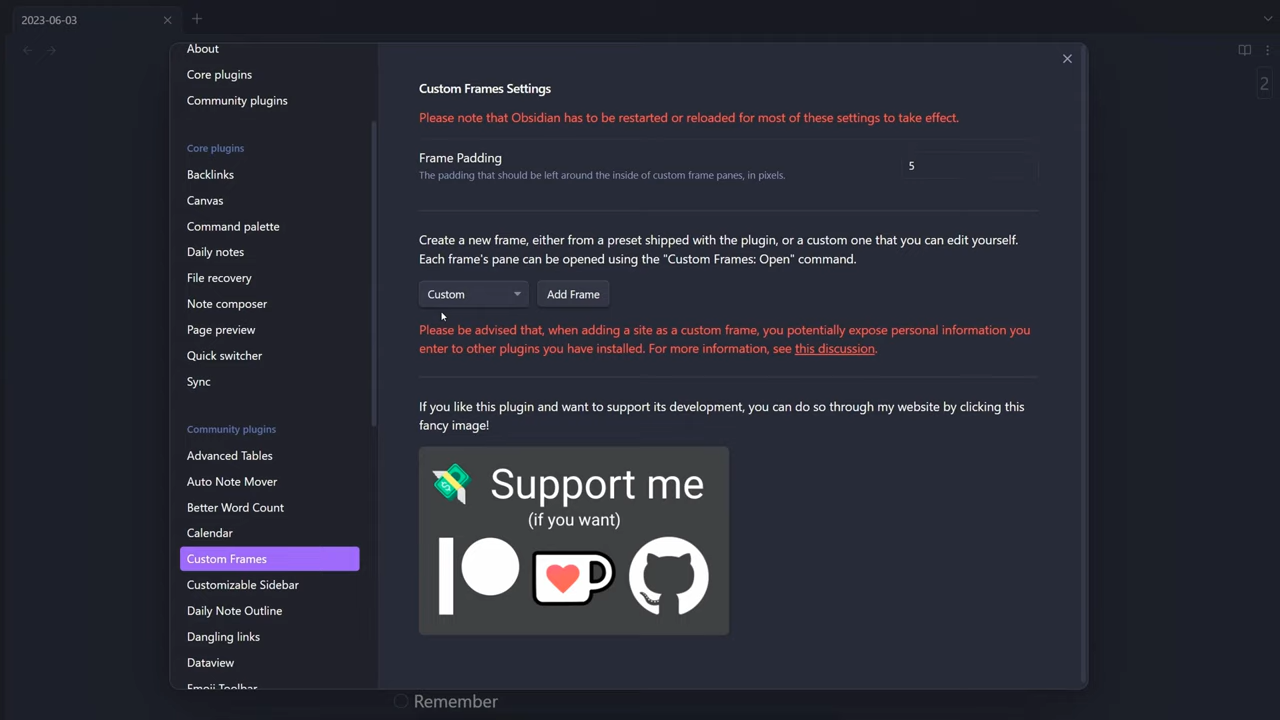 2023-06-03
2
About
Core plugins
Community plugins
Core plugins
Backlinks
Canvas
Command palette
Daily notes
File recovery
Note composer
Page preview
Quick switcher
Sync
Community plugins
Advanced Tables
Auto Note Mover
Better Word Count
Calendar
Custom Frames
Customizable Sidebar
Daily Note Outline
Dangling links
Dataview
Emoji Toolbar
Custom Frames Settings
Please note that Obsidian has to be restarted or reloaded for most of these settings to take effect.
Frame Padding
The padding that should be left around the inside of custom frame panes, in pixels.
5
Create a new frame, either from a preset shipped with the plugin, or a custom one that you can edit yourself.
Each frame's pane can be opened using the "Custom Frames: Open" command.
Custom
Add Frame
Please be advised that, when adding a site as a custom frame, you potentially expose personal information you
enter to other plugins you have installed. For more information, see this discussion.
If you like this plugin and want to support its development, you can do so through my website by clicking this
fancy image!
Support me
(if you want)
Remember